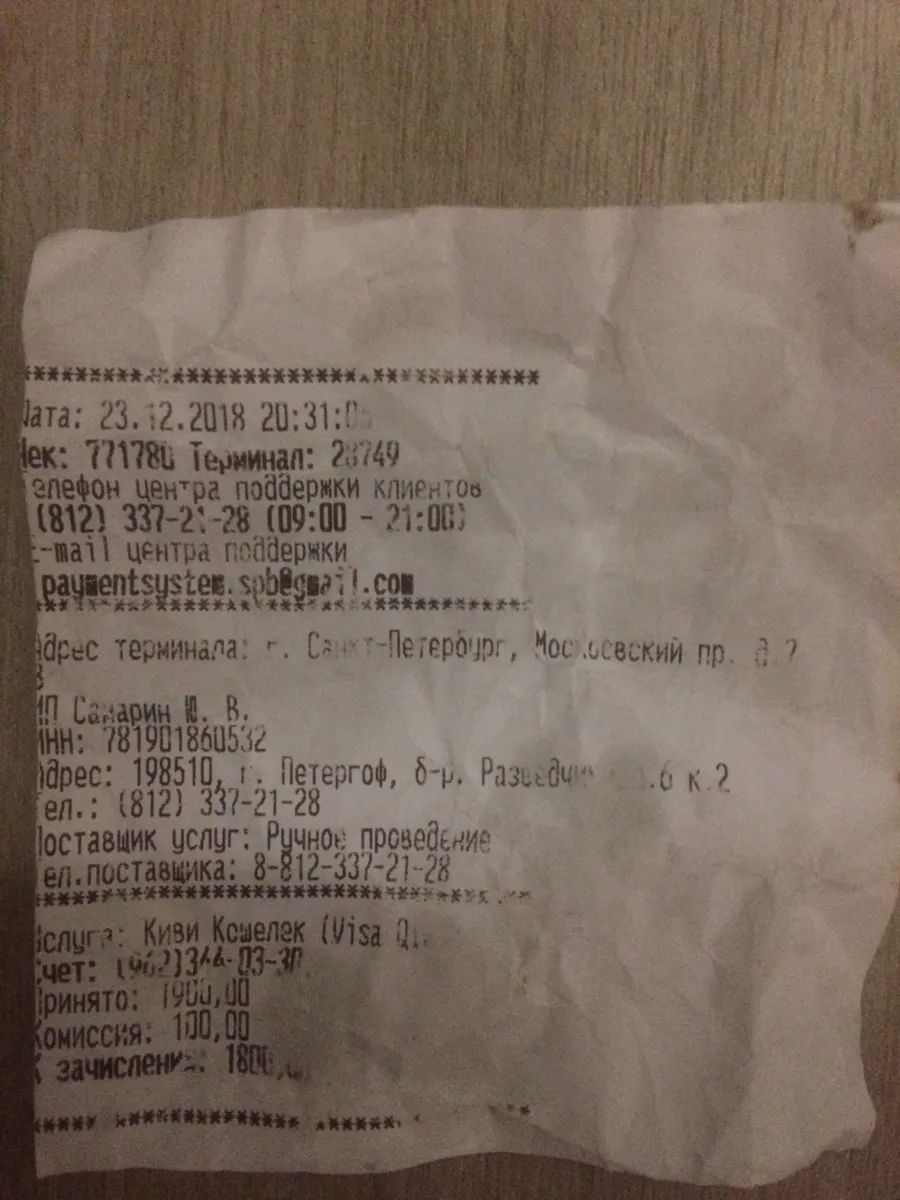 ****************************************
Дата: 23.12.2018 20:31:0
Чек: 771780 Терминал: 28749
Телефон центра поддержки клиентов
(812) 337-21-28 (09:00 - 21:00)
E-mail центра поддержки
paymentsystem.spb@gmail.com
****************************************
Адрес терминала: г. Санкт-Петербург, Московский пр. д.7
3
ИП Самарин Ю. В.
ИНН: 781901860532
Адрес: 198510, г. Петергоф, б-р. д.6 к.2
Тел.: (812) 337-21-28
Поставщик услуг: Ручное проведение
Тел.поставщика: 8-812-337-21-28
****************************************
Услуга: Киви Кошелек (Visa
Счет: (962)344-03-30
Принято: 1900,00
Комиссия: 100,00
К зачислению: 1800,0
****************************************